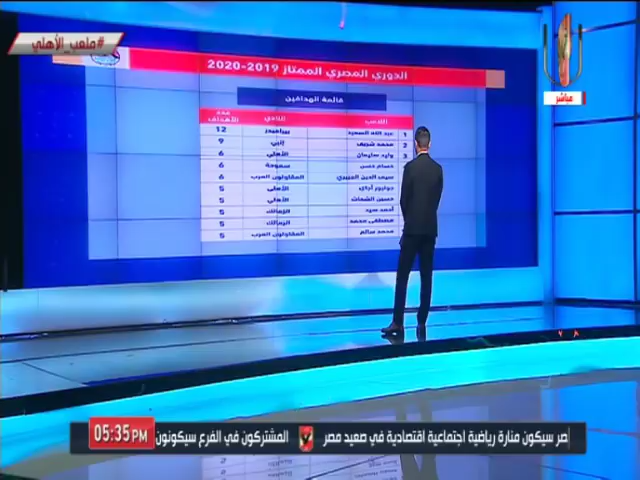 #ملعب_الأهلي
مباشر
الدوري المصري الممتاز 2019-2020
قائمة الهدافين
اللاعب النادي عدد الأهداف
1 عبد الله السعيد بيراميدز 12
2 محمد شريف إنبي 9
3 وليد سليمان الأهلي 6
حسام حسن سموحة 6
سيف الدين الجزيري المقاولون العرب 6
جونيور أجاي الأهلي 5
حسين الشحات الأهلي 5
أحمد سيد الزمالك 5
مصطفى محمد الزمالك 5
محمد سالم المقاولون العرب 5
صر سيكون منارة رياضية اجتماعية اقتصادية في صعيد مصر المشتركون في الفرع سيكونون
05:35 PM